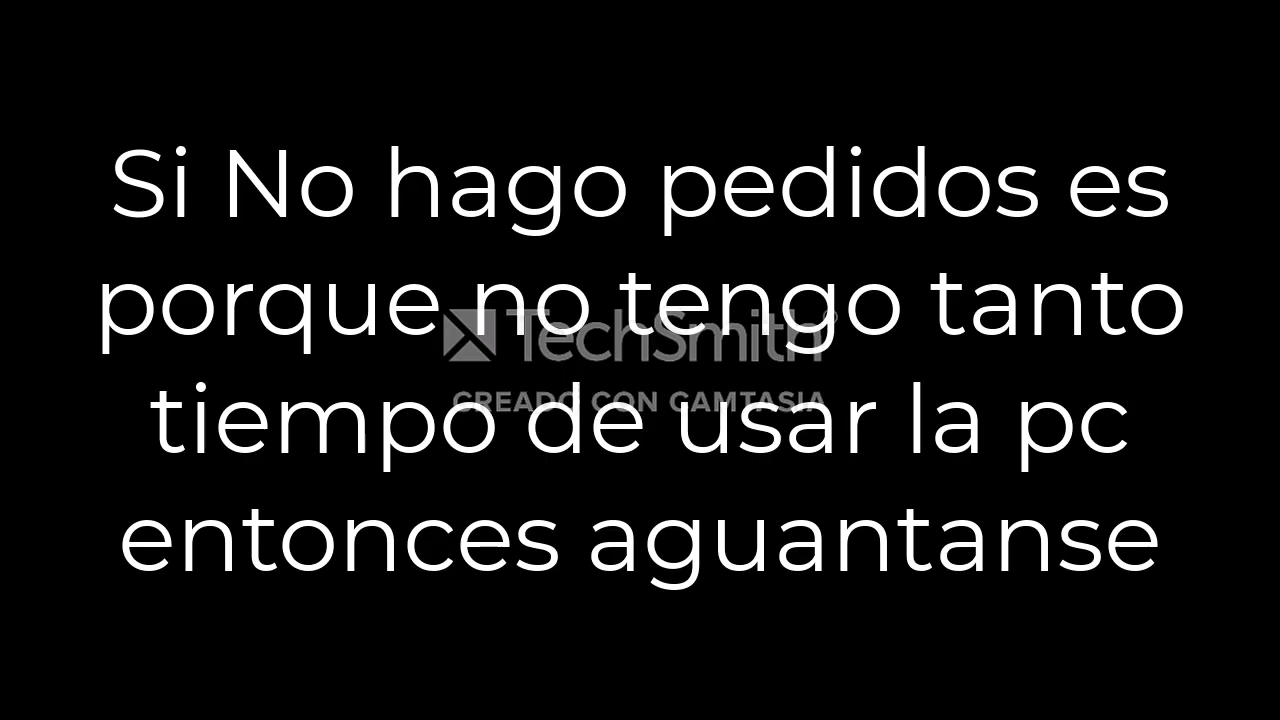 Si No hago pedidos es
porque no tengo tanto
TechSmith®
tiempo de usar la pc
CREADO CON CAMTASIA
entonces aguantanse